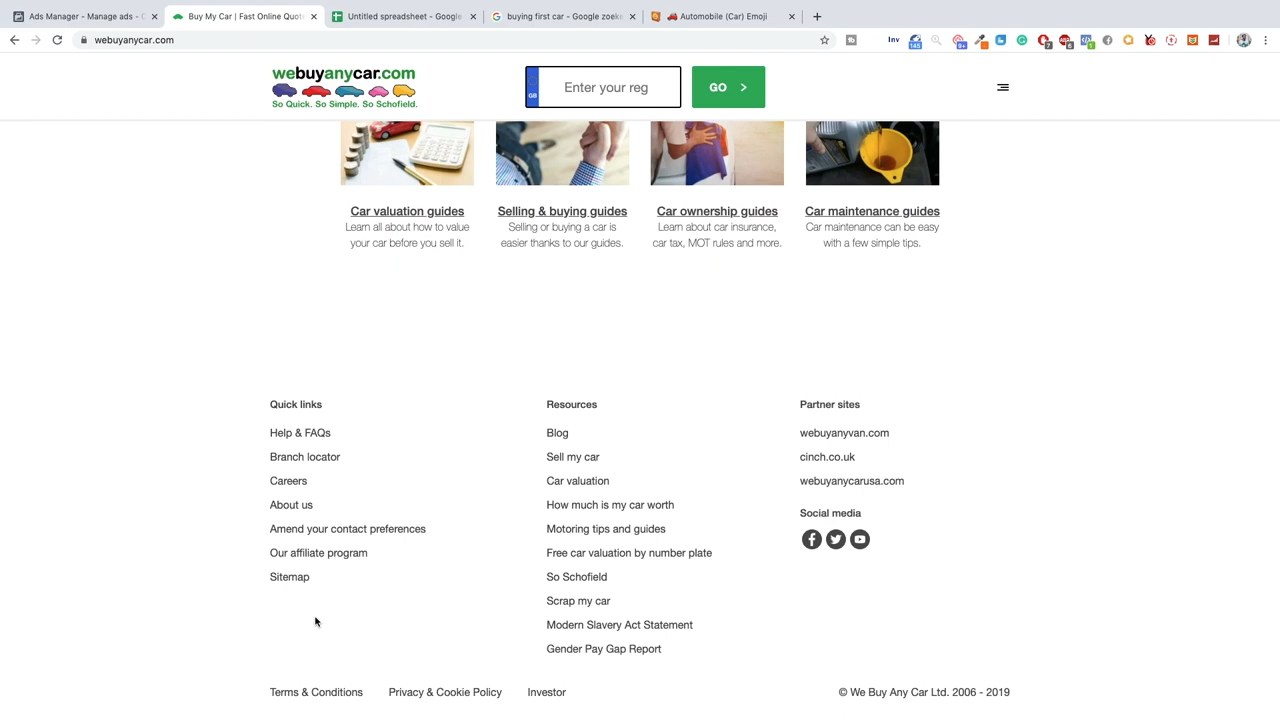 Ads Manager - Manage ads - 
Buy My Car | Fast Online Quot
Untitled spreadsheet - Google
buying first car - Google zoeke
Automobile (Car) Emoji
webuyanycar.com
Inv
145
9+
7
6
1
webuyanycar.com
So Quick. So Simple. So Schofield.
GB
Enter your reg
GO >
Car valuation guides
Learn all about how to value
your car before you sell it.
Selling & buying guides
Selling or buying a car is
easier thanks to our guides.
Car ownership guides
Learn about car insurance,
car tax, MOT rules and more.
Car maintenance guides
Car maintenance can be easy
with a few simple tips.
Quick links
Help & FAQs
Branch locator
Careers
About us
Amend your contact preferences
Our affiliate program
Sitemap
Resources
Blog
Sell my car
Car valuation
How much is my car worth
Motoring tips and guides
Free car valuation by number plate
So Schofield
Scrap my car
Modern Slavery Act Statement
Gender Pay Gap Report
Partner sites
webuyanyvan.com
cinch.co.uk
webuyanycarusa.com
Social media
Terms & Conditions
Privacy & Cookie Policy
Investor
© We Buy Any Car Ltd. 2006 - 2019